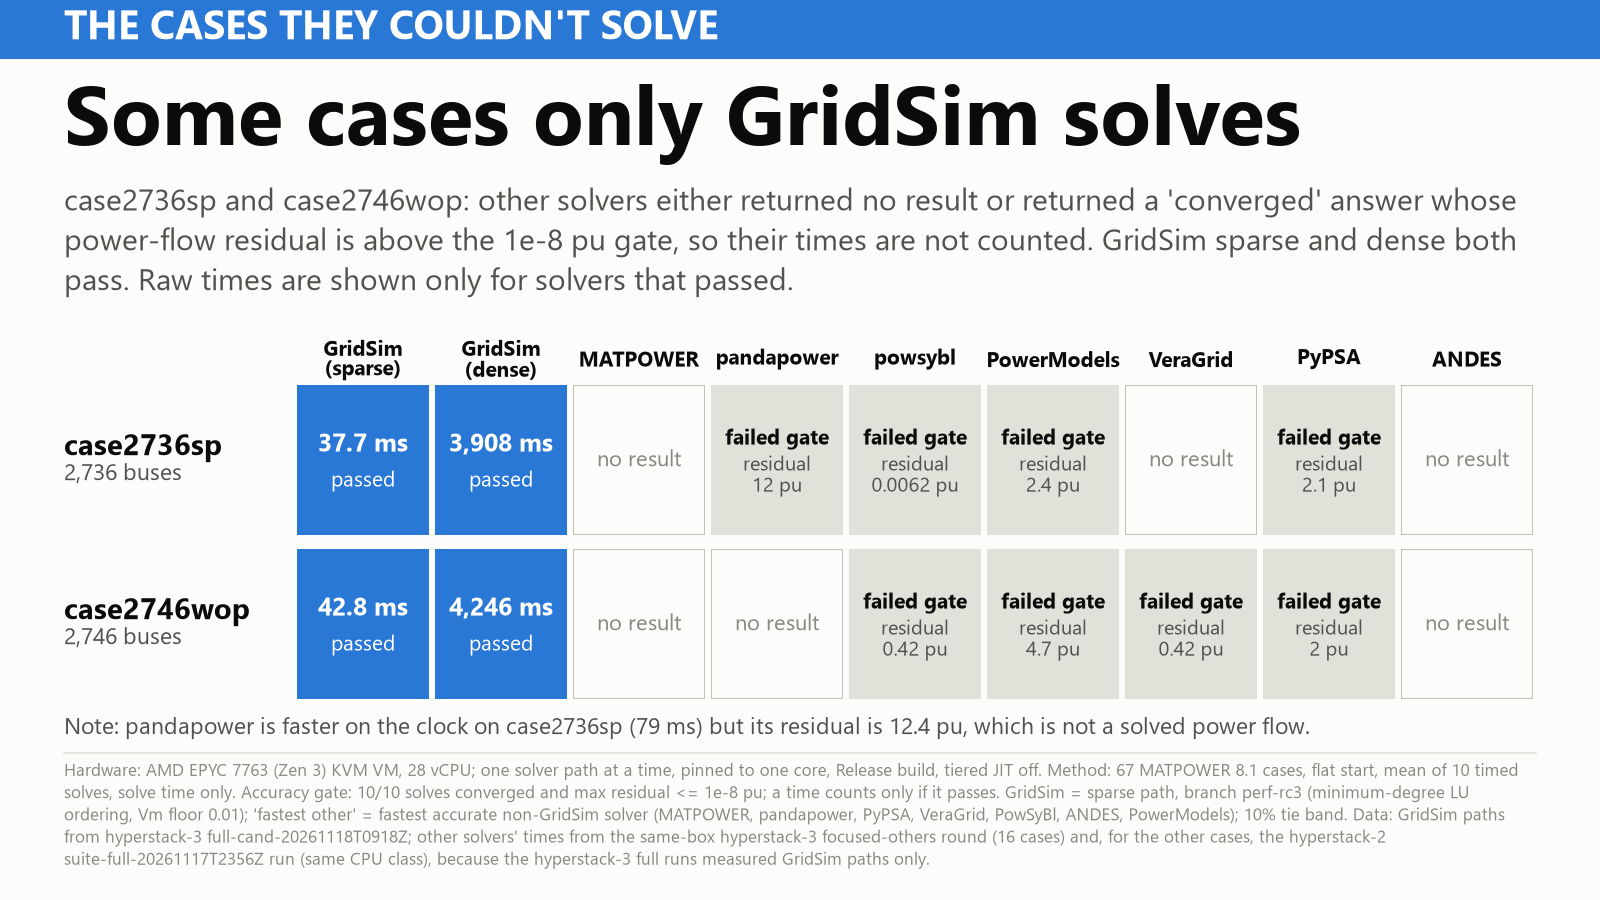 THE CASES THEY COULDN'T SOLVE
Some cases only GridSim solves
case2736sp and case2746wop: other solvers either returned no result or returned a 'converged' answer whose
power-flow residual is above the 1e-8 pu gate, so their times are not counted. GridSim sparse and dense both
pass. Raw times are shown only for solvers that passed.
GridSim
(sparse)
GridSim
(dense)
MATPOWER
pandapower
powsybl
PowerModels
VeraGrid
PyPSA
ANDES
case2736sp
2,736 buses
37.7 ms
passed
3,908 ms
passed
no result
failed gate
residual
12 pu
failed gate
residual
0.0062 pu
failed gate
residual
2.4 pu
no result
failed gate
residual
2.1 pu
no result
case2746wop
2,746 buses
42.8 ms
passed
4,246 ms
passed
no result
no result
failed gate
residual
0.42 pu
failed gate
residual
4.7 pu
failed gate
residual
0.42 pu
failed gate
residual
2 pu
no result
Note: pandapower is faster on the clock on case2736sp (79 ms) but its residual is 12.4 pu, which is not a solved power flow.
Hardware: AMD EPYC 7763 (Zen 3) KVM VM, 28 vCPU; one solver path at a time, pinned to one core, Release build, tiered JIT off. Method: 67 MATPOWER 8.1 cases, flat start, mean of 10 timed
solves, solve time only. Accuracy gate: 10/10 solves converged and max residual <= 1e-8 pu; a time counts only if it passes. GridSim = sparse path, branch perf-rc3 (minimum-degree LU
ordering, Vm floor 0.01); 'fastest other' = fastest accurate non-GridSim solver (MATPOWER, pandapower, PyPSA, VeraGrid, PowSyBl, ANDES, PowerModels); 10% tie band. Data: GridSim paths
from hyperstack-3 full-cand-20261118T0918Z; other solvers' times from the same-box hyperstack-3 focused-others round (16 cases) and, for the other cases, the hyperstack-2
suite-full-20261117T2356Z run (same CPU class), because the hyperstack-3 full runs measured GridSim paths only.